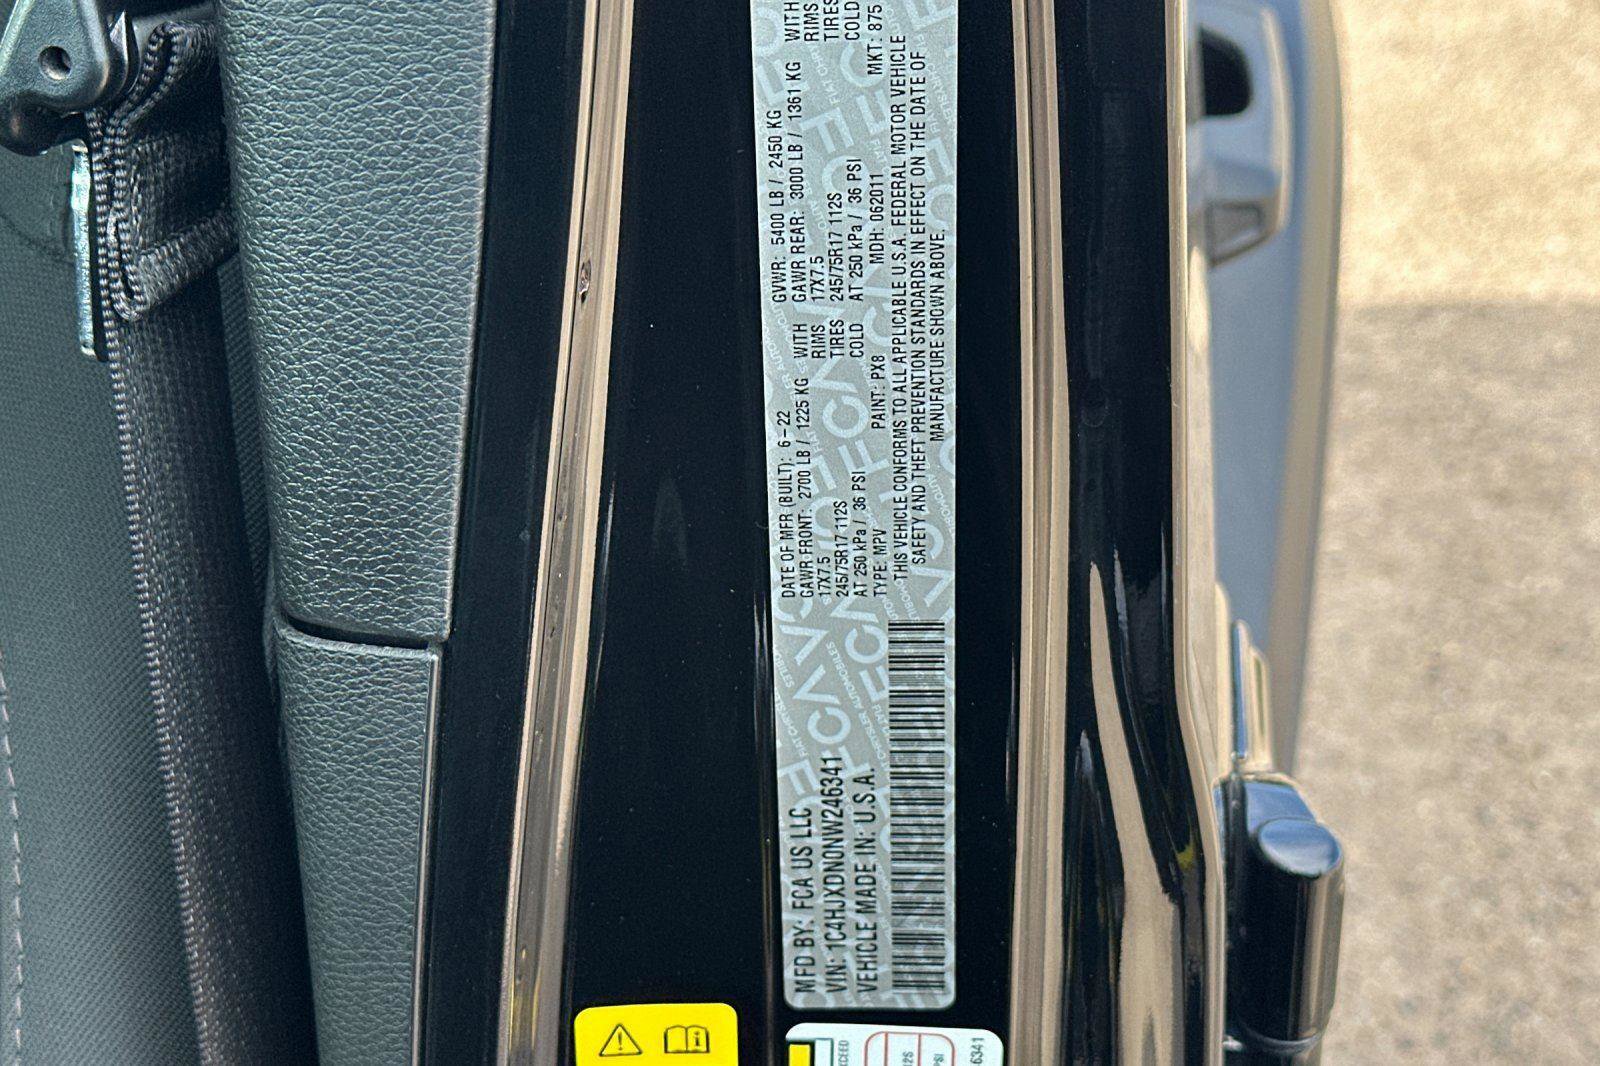 MFD BY: FCA US LLC
VIN: 1C4HJXDN0NW246341
VEHICLE MADE IN: U.S.A.
DATE OF MFR (BUILT): 6-22 GVWR: 5400 LB / 2450 KG
GAWR FRONT: 2700 LB / 1225 KG WITH GAWR REAR: 3000 LB / 1361 KG WITH
17X7.5 RIMS 17X7.5 RIMS
245/75R17 112S TIRES 245/75R17 112S TIRES
AT 250 kPa / 36 PSI COLD AT 250 kPa / 36 PSI COLD
TYPE: MPV PAINT: PX8 MDH: 062011 MKT: 875
THIS VEHICLE CONFORMS TO ALL APPLICABLE U.S.A. FEDERAL MOTOR VEHICLE
SAFETY AND THEFT PREVENTION STANDARDS IN EFFECT ON THE DATE OF
MANUFACTURE SHOWN ABOVE.
6341